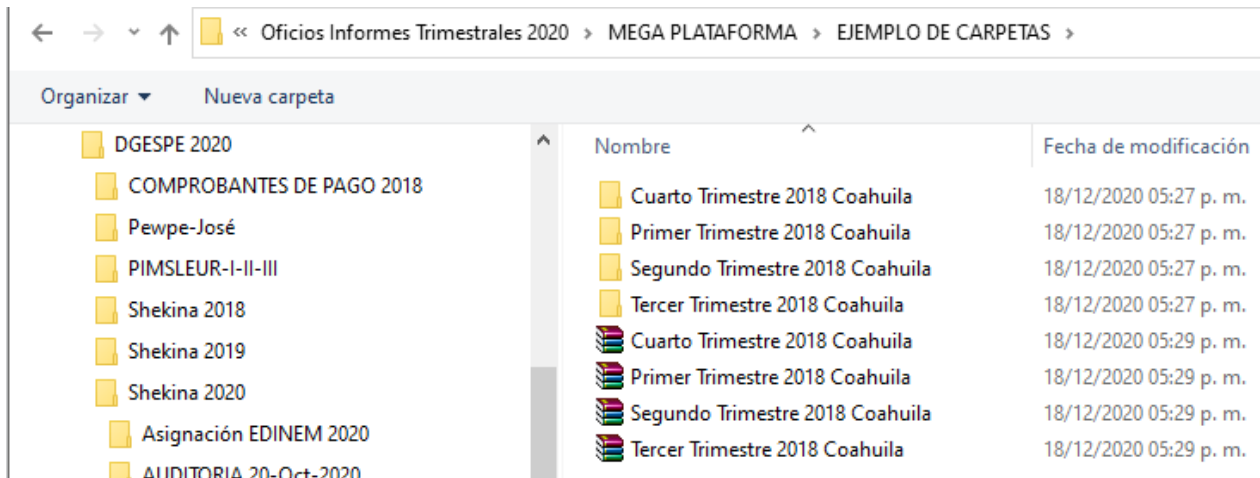 « Oficios Informes Trimestrales 2020 › MEGA PLATAFORMA › EJEMPLO DE CARPETAS ›
Organizar Nueva carpeta
DGESPE 2020
COMPROBANTES DE PAGO 2018
Pewpe-José
PIMSLEUR-I-II-III
Shekina 2018
Shekina 2019
Shekina 2020
Asignación EDINEM 2020
AUDITORIA 20-Oct-2020
Nombre Fecha de modificación
Cuarto Trimestre 2018 Coahuila 18/12/2020 05:27 p. m.
Primer Trimestre 2018 Coahuila 18/12/2020 05:27 p. m.
Segundo Trimestre 2018 Coahuila 18/12/2020 05:27 p. m.
Tercer Trimestre 2018 Coahuila 18/12/2020 05:27 p. m.
Cuarto Trimestre 2018 Coahuila 18/12/2020 05:29 p. m.
Primer Trimestre 2018 Coahuila 18/12/2020 05:29 p. m.
Segundo Trimestre 2018 Coahuila 18/12/2020 05:29 p. m.
Tercer Trimestre 2018 Coahuila 18/12/2020 05:29 p. m.